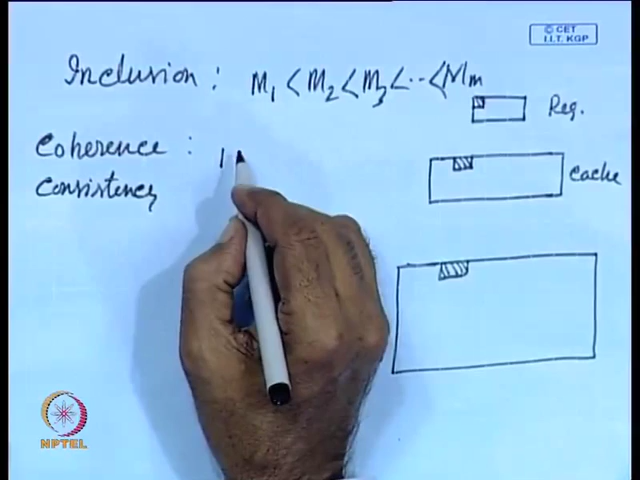 © CET
I.I.T. KGP
Inclusion : M₁ < M₂ < M₃ < ·· < Mm
Reg.
Coherence :
Consistency
Cache
NPTEL